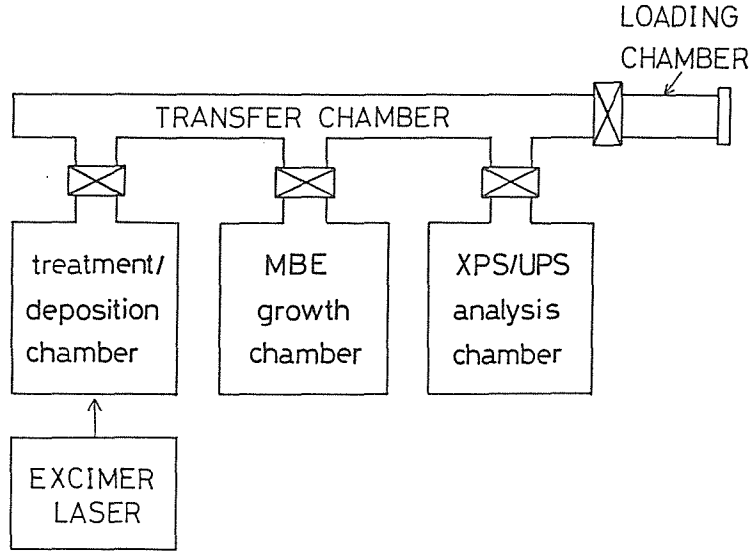 LOADING
CHAMBER
TRANSFER CHAMBER
treatment/
deposition
chamber
MBE
growth
chamber
XPS/UPS
analysis
chamber
EXCIMER
LASER